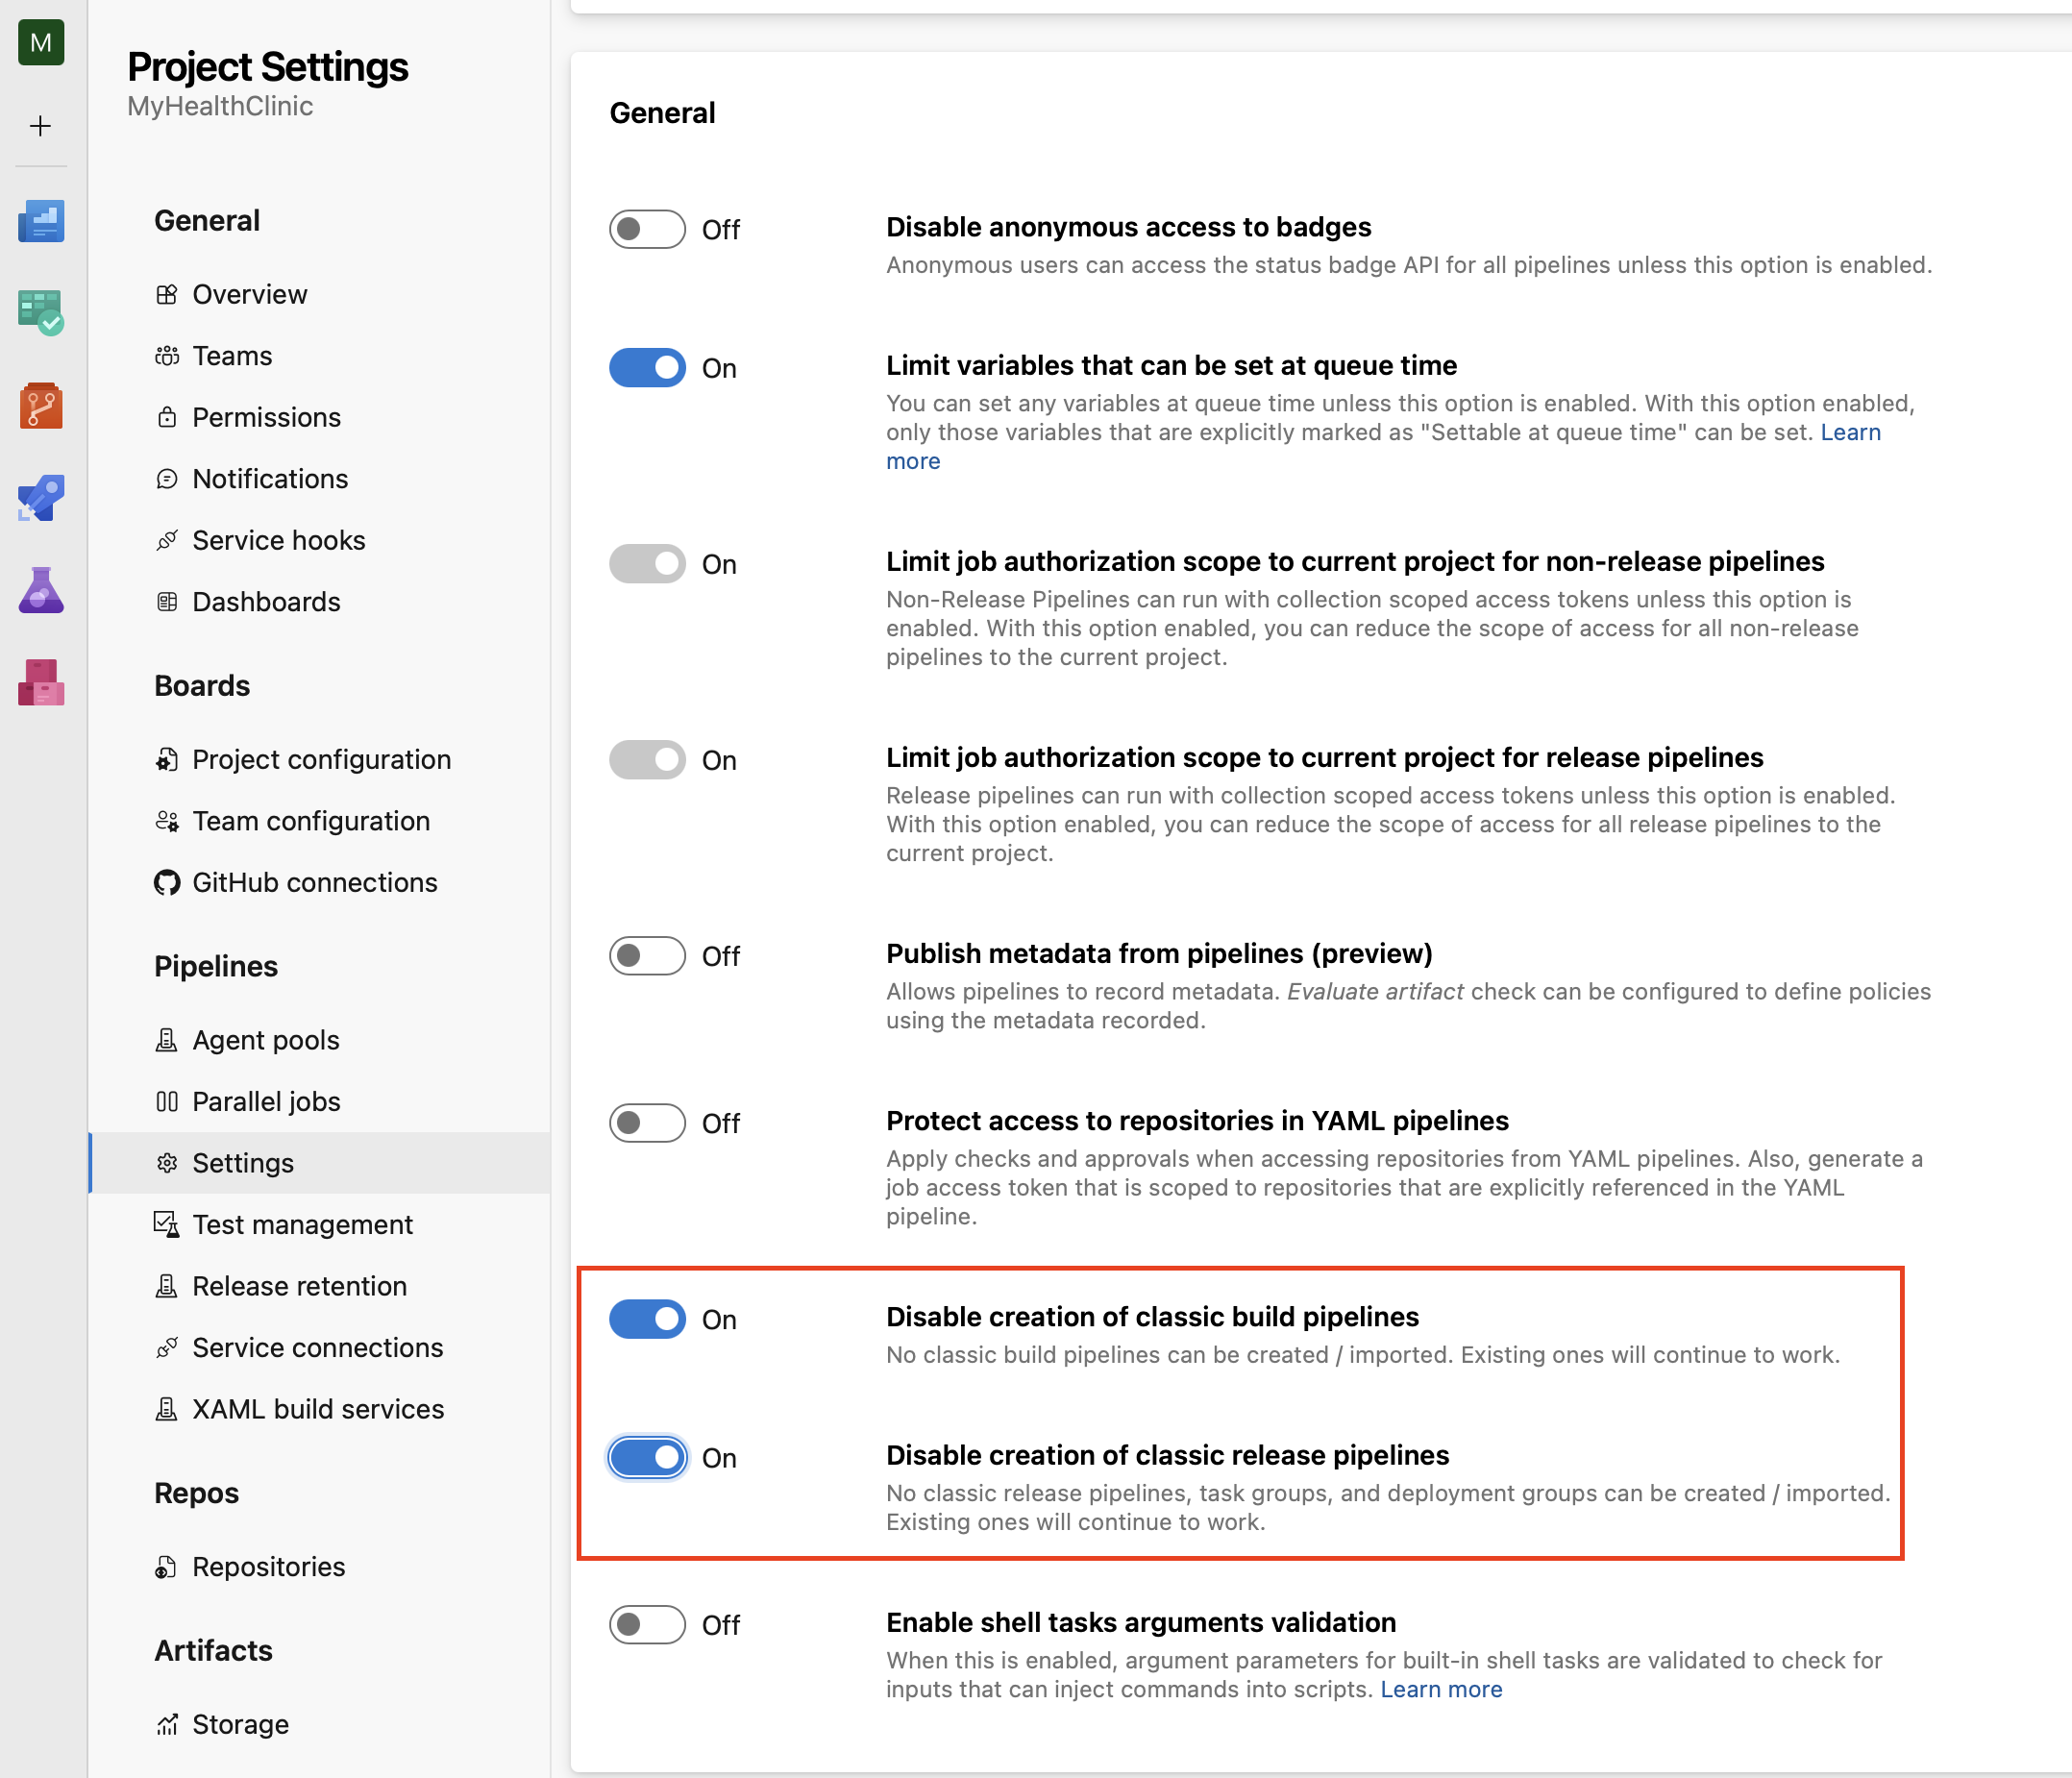 M
Project Settings
MyHealthClinic
General
Overview
Teams
Permissions
Notifications
Service hooks
Dashboards
Boards
Project configuration
Team configuration
GitHub connections
Pipelines
Agent pools
Parallel jobs
Settings
Test management
Release retention
Service connections
XAML build services
Repos
Repositories
Artifacts
Storage
General
Off
Disable anonymous access to badges
Anonymous users can access the status badge API for all pipelines unless this option is enabled.
On
Limit variables that can be set at queue time
You can set any variables at queue time unless this option is enabled. With this option enabled,
only those variables that are explicitly marked as "Settable at queue time" can be set. Learn
more
On
Limit job authorization scope to current project for non-release pipelines
Non-Release Pipelines can run with collection scoped access tokens unless this option is
enabled. With this option enabled, you can reduce the scope of access for all non-release
pipelines to the current project.
On
Limit job authorization scope to current project for release pipelines
Release pipelines can run with collection scoped access tokens unless this option is enabled.
With this option enabled, you can reduce the scope of access for all release pipelines to the
current project.
Off
Publish metadata from pipelines (preview)
Allows pipelines to record metadata. Evaluate artifact check can be configured to define policies
using the metadata recorded.
Off
Protect access to repositories in YAML pipelines
Apply checks and approvals when accessing repositories from YAML pipelines. Also, generate a
job access token that is scoped to repositories that are explicitly referenced in the YAML
pipeline.
On
Disable creation of classic build pipelines
No classic build pipelines can be created / imported. Existing ones will continue to work.
On
Disable creation of classic release pipelines
No classic release pipelines, task groups, and deployment groups can be created / imported.
Existing ones will continue to work.
Off
Enable shell tasks arguments validation
When this is enabled, argument parameters for built-in shell tasks are validated to check for
inputs that can inject commands into scripts. Learn more